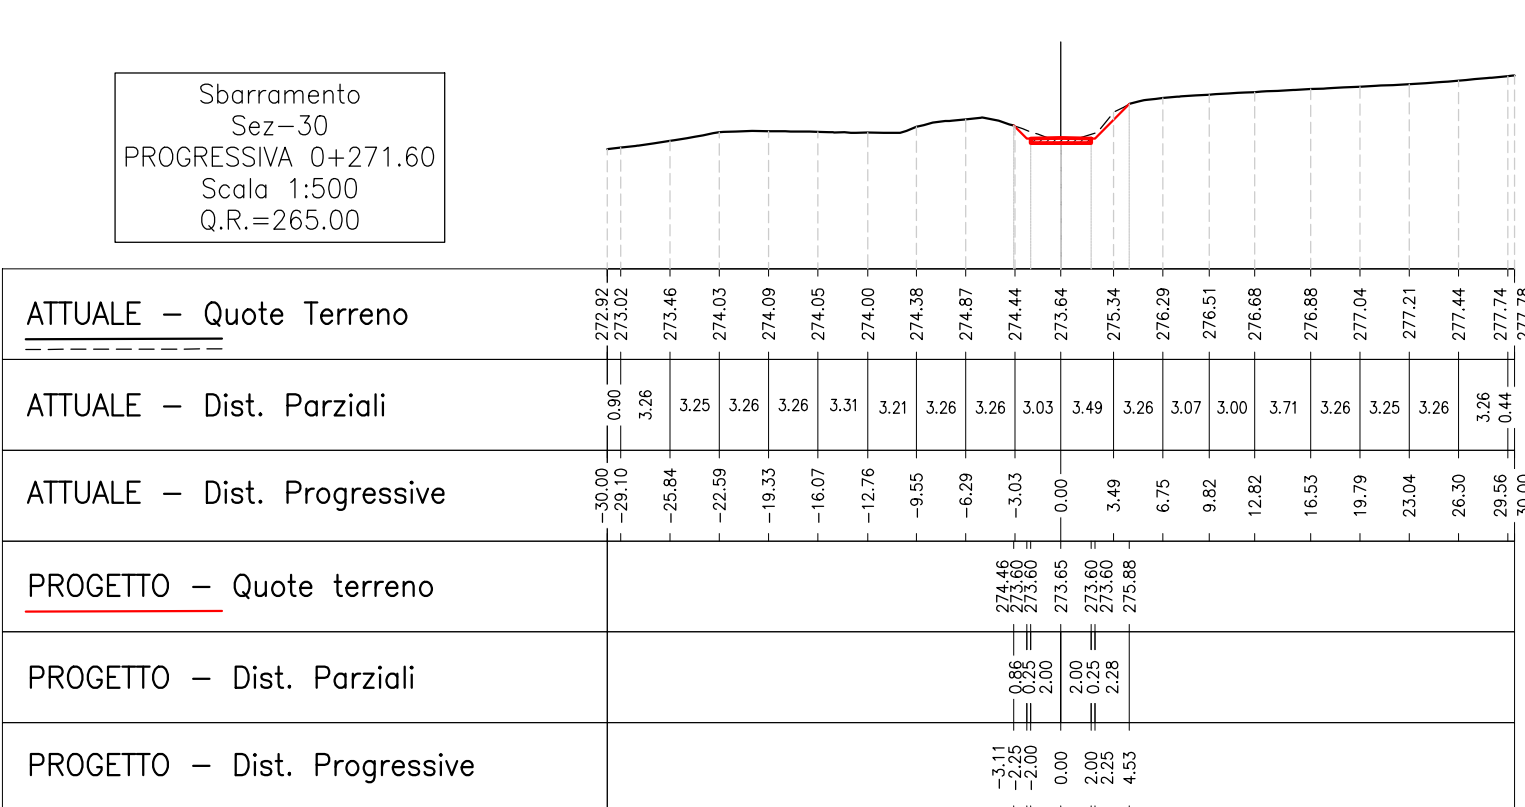 Sbarramento
Sez-30
PROGRESSIVA 0+271.60
Scala 1:500
Q.R.=265.00
ATTUALE - Quote Terreno
272.92 273.02 273.46 274.03 274.09 274.05 274.00 274.38 274.87 274.44 273.64 275.34 276.29 276.51 276.68 276.88 277.04 277.21 277.44 277.74 277.78
ATTUALE - Dist. Parziali
0.90 3.26 3.25 3.26 3.26 3.31 3.21 3.26 3.26 3.03 3.49 3.26 3.07 3.00 3.71 3.26 3.25 3.26 3.26 0.44
ATTUALE - Dist. Progressive
-30.00 -29.10 -25.84 -22.59 -19.33 -16.07 -12.76 -9.55 -6.29 -3.03 0.00 3.49 6.75 9.82 12.82 16.53 19.79 23.04 26.30 29.56 30.00
PROGETTO - Quote terreno
274.46 273.60 273.60 273.65 273.60 273.60 275.88
PROGETTO - Dist. Parziali
0.86 0.25 2.00 2.00 0.25 2.28
PROGETTO - Dist. Progressive
-3.11 -2.25 -2.00 0.00 2.00 2.25 4.53